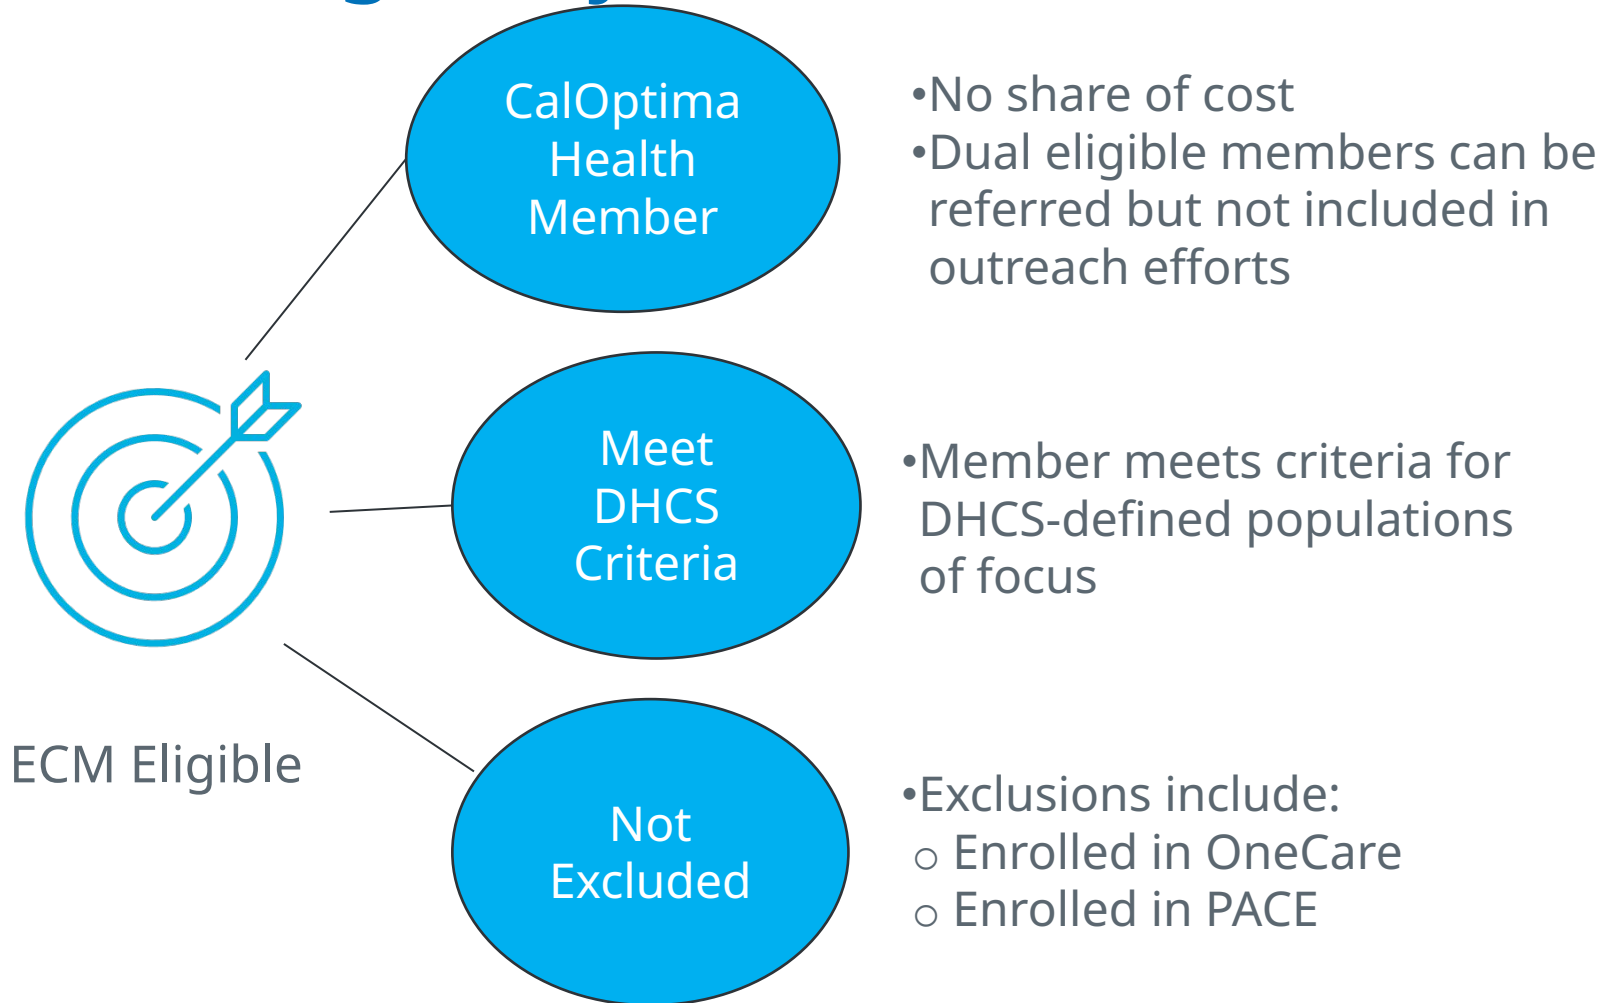 CalOptima
Health
Member
•No share of cost
•Dual eligible members can be
referred but not included in
outreach efforts
Meet
DHCS
Criteria
•Member meets criteria for
DHCS-defined populations
of focus
ECM Eligible
Not
Excluded
•Exclusions include:
○ Enrolled in OneCare
○ Enrolled in PACE